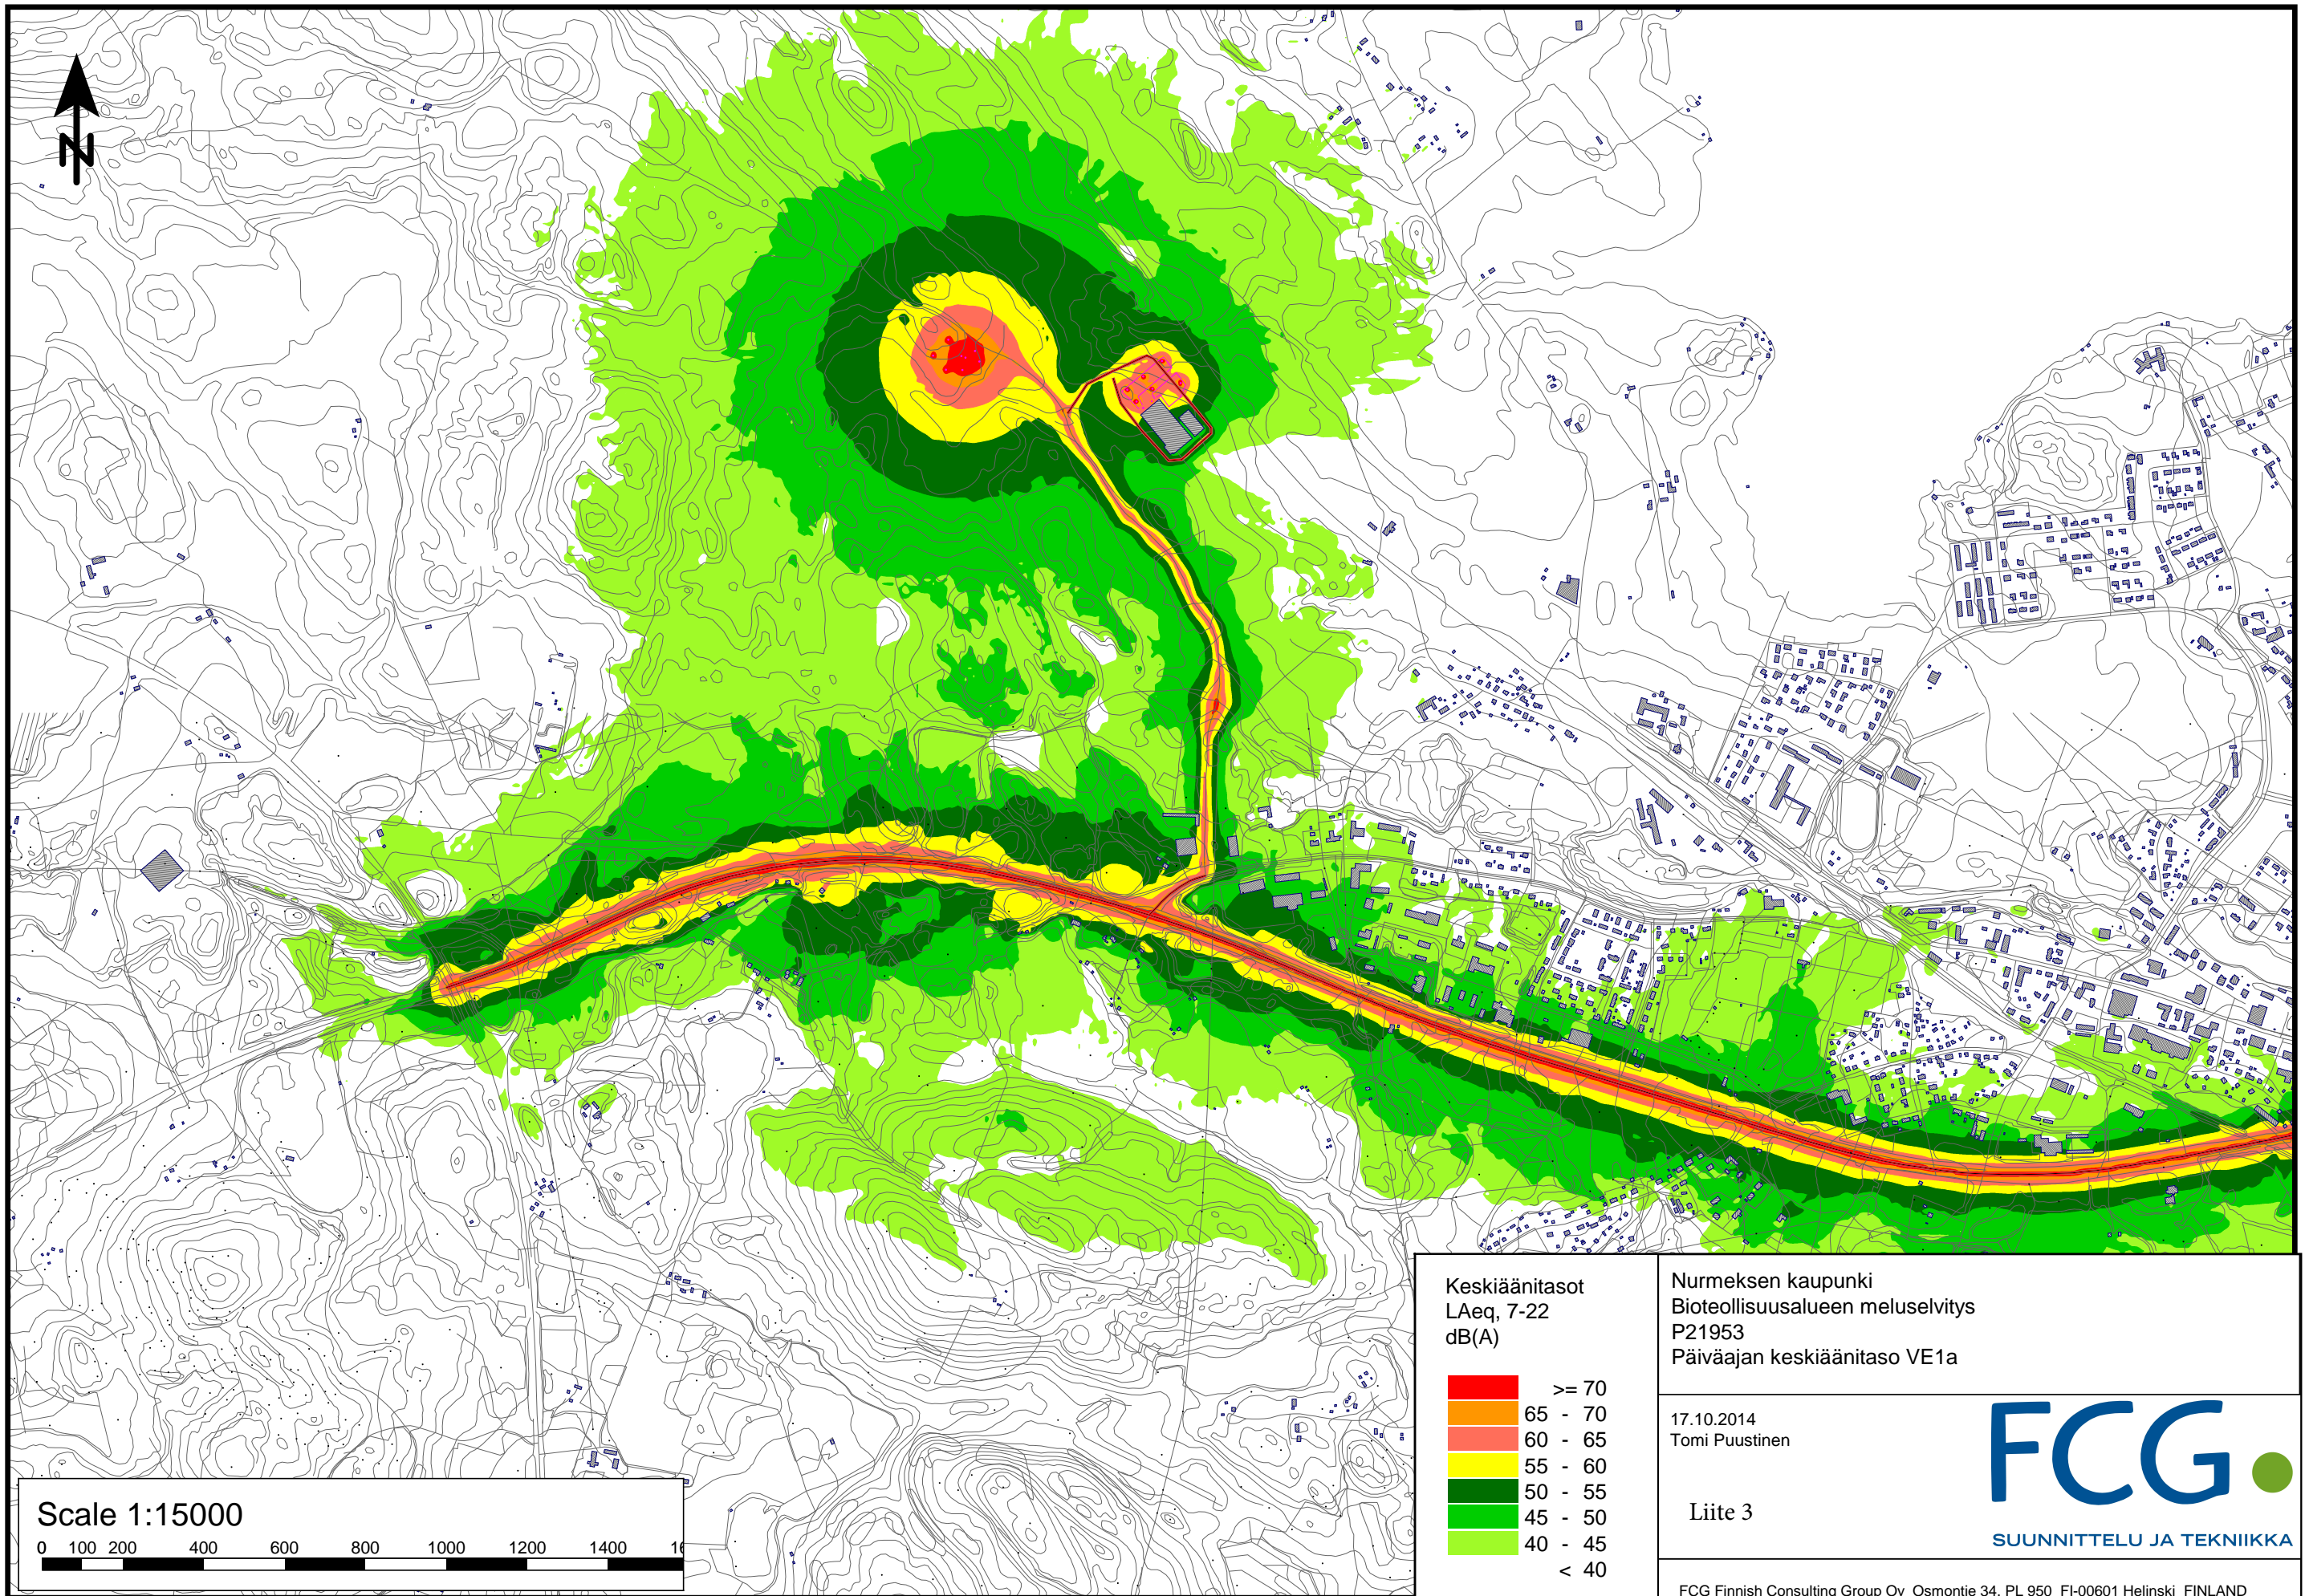 N
Scale 1:15000
0 100 200 400 600 800 1000 1200 1400
Keskiäänitasot
LAeq, 7-22
dB(A)
>= 70
65 - 70
60 - 65
55 - 60
50 - 55
45 - 50
40 - 45
< 40
Nurmeksen kaupunki
Bioteollisuusalueen meluselvitys
P21953
Päiväajan keskiäänitaso VE1a
17.10.2014
Tomi Puustinen
Liite 3
FCG
SUUNNITTELU JA TEKNIIKKA
FCG Finnish Consulting Group Oy Osmontie 34, PL 950 FI-00601 Helinski FINLAND